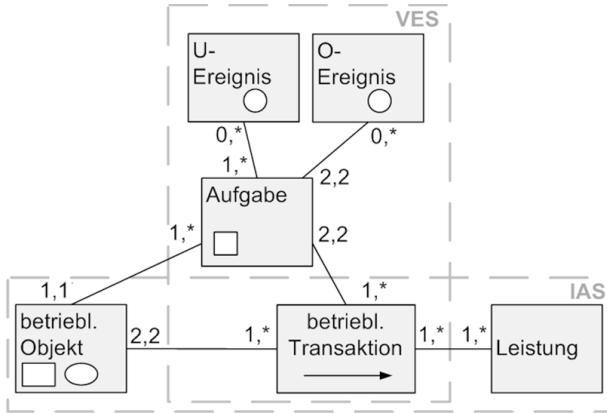 VES
U-
Ereignis
O-
Ereignis
0,*
0,*
1,*
2,2
Aufgabe
1,*
2,2
1,1
1,*
IAS
betriebl.
Objekt
2,2
1,*
betriebl.
Transaktion
1,*
1,*
Leistung